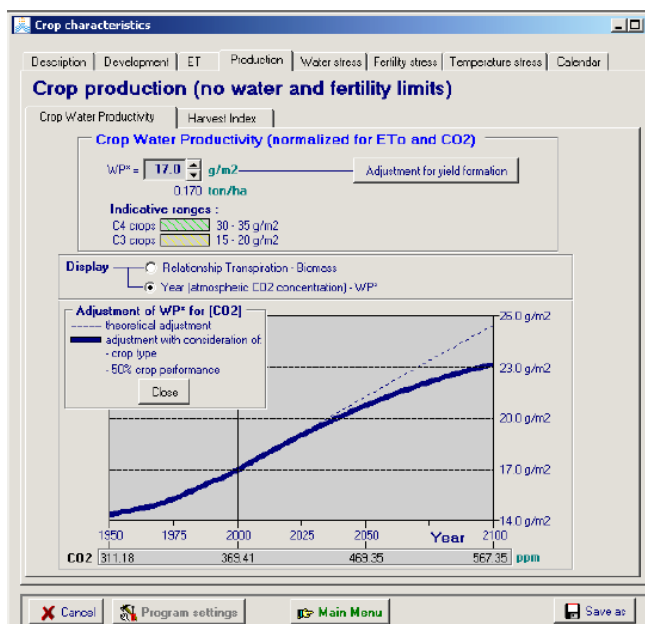 Crop characteristics
Description Development ET Production Water stress Fertility stress Temperature stress Calendar
Crop production (no water and fertility limits)
Crop Water Productivity Harvest Index
Crop Water Productivity (normalized for ETo and CO2)
WP* = 17.0 g/m2 Adjustment for yield formation
0.170 ton/ha
Indicative ranges :
C4 crops 30 - 35 g/m2
C3 crops 15 - 20 g/m2
Display Relationship Transpiration - Biomass
Year (atmospheric CO2 concentration) - WP*
Adjustment of WP* for [CO2]
theoretical adjustment
adjustment with consideration of:
- crop type
- 50% crop performance
Close
26.0 g/m2
23.0 g/m2
20.0 g/m2
17.0 g/m2
14.0 g/m2
1950 1975 2000 2025 2050 Year 2100
CO2 311.18 369.41 469.35 567.35 ppm
Cancel Program settings Main Menu Save as